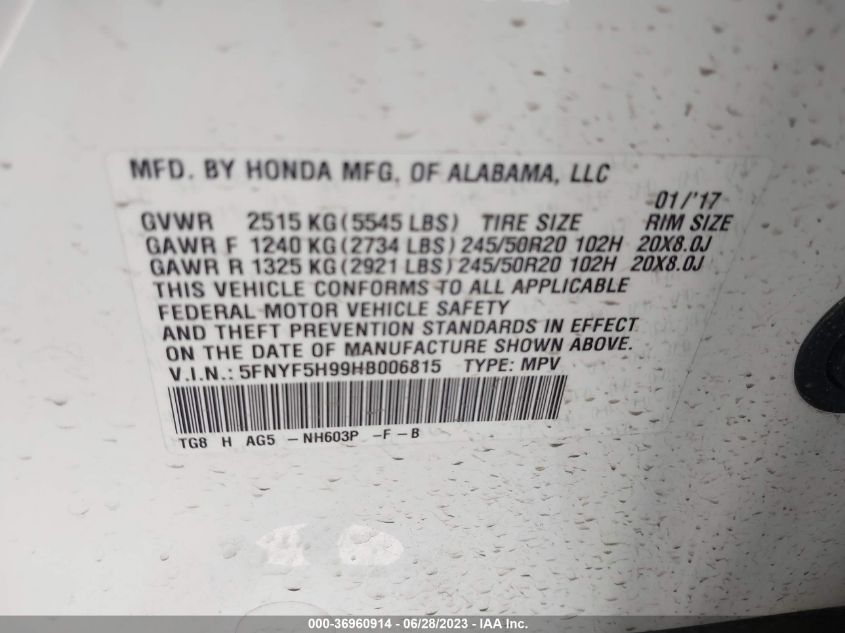 MFD. BY HONDA MFG. OF ALABAMA, LLC
01/'17
GVWR 2515 KG (5545 LBS) TIRE SIZE RIM SIZE
GAWR F 1240 KG (2734 LBS) 245/50R20 102H 20X8.0J
GAWR R 1325 KG (2921 LBS) 245/50R20 102H 20X8.0J
THIS VEHICLE CONFORMS TO ALL APPLICABLE
FEDERAL MOTOR VEHICLE SAFETY
AND THEFT PREVENTION STANDARDS IN EFFECT
ON THE DATE OF MANUFACTURE SHOWN ABOVE.
V.I.N.: 5FNYF5H99HB006815 TYPE: MPV
TG8 H AG5 -NH603P -F-B
000-36960914 - 06/28/2023 - IAA Inc.